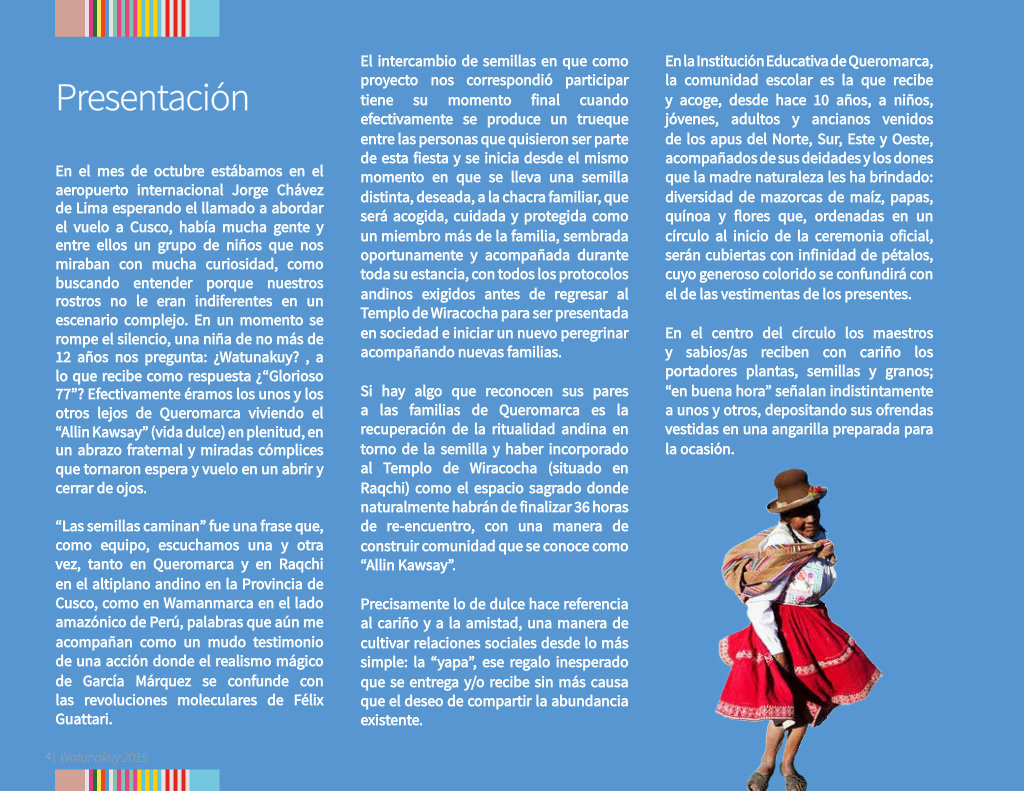 Presentación
En el mes de octubre estábamos en el
aeropuerto internacional Jorge Chávez
de Lima esperando el llamado a abordar
el vuelo a Cusco, había mucha gente y
entre ellos un grupo de niños que nos
miraban con mucha curiosidad, como
buscando entender porque nuestros
rostros no le eran indiferentes en un
escenario complejo. En un momento se
rompe el silencio, una niña de no más de
12 años nos pregunta: ¿Watunakuy? , a
lo que recibe como respuesta ¿“Glorioso
77”? Efectivamente éramos los unos y los
otros lejos de Queromarca viviendo el
“Allin Kawsay” (vida dulce) en plenitud, en
un abrazo fraternal y miradas cómplices
que tornaron espera y vuelo en un abrir y
cerrar de ojos.
“Las semillas caminan” fue una frase que,
como equipo, escuchamos una y otra
vez, tanto en Queromarca y en Raqchi
en el altiplano andino en la Provincia de
Cusco, como en Wamanmarca en el lado
amazónico de Perú, palabras que aún me
acompañan como un mudo testimonio
de una acción donde el realismo mágico
de García Márquez se confunde con
las revoluciones moleculares de Félix
Guattari.
El intercambio de semillas en que como
proyecto nos correspondió participar
tiene su momento final cuando
efectivamente se produce un trueque
entre las personas que quisieron ser parte
de esta fiesta y se inicia desde el mismo
momento en que se lleva una semilla
distinta, deseada, a la chacra familiar, que
será acogida, cuidada y protegida como
un miembro más de la familia, sembrada
oportunamente y acompañada durante
toda su estancia, con todos los protocolos
andinos exigidos antes de regresar al
Templo de Wiracocha para ser presentada
en sociedad e iniciar un nuevo peregrinar
acompañando nuevas familias.
Si hay algo que reconocen sus pares
a las familias de Queromarca es la
recuperación de la ritualidad andina en
torno de la semilla y haber incorporado
al Templo de Wiracocha (situado en
Raqchi) como el espacio sagrado donde
naturalmente habrán de finalizar 36 horas
de re-encuentro, con una manera de
construir comunidad que se conoce como
“Allin Kawsay”.
Precisamente lo de dulce hace referencia
al cariño y a la amistad, una manera de
cultivar relaciones sociales desde lo más
simple: la “yapa”, ese regalo inesperado
que se entrega y/o recibe sin más causa
que el deseo de compartir la abundancia
existente.
En la Institución Educativa de Queromarca,
la comunidad escolar es la que recibe
y acoge, desde hace 10 años, a niños,
jóvenes, adultos y ancianos venidos
de los apus del Norte, Sur, Este y Oeste,
acompañados de sus deidades y los dones
que la madre naturaleza les ha brindado:
diversidad de mazorcas de maíz, papas,
quínoa y flores que, ordenadas en un
círculo al inicio de la ceremonia oficial,
serán cubiertas con infinidad de pétalos,
cuyo generoso colorido se confundirá con
el de las vestimentas de los presentes.
En el centro del círculo los maestros
y sabios/as reciben con cariño los
portadores plantas, semillas y granos;
“en buena hora” señalan indistintamente
a unos y otros, depositando sus ofrendas
vestidas en una angarilla preparada para
la ocasión.
4| Watunakuy 2015